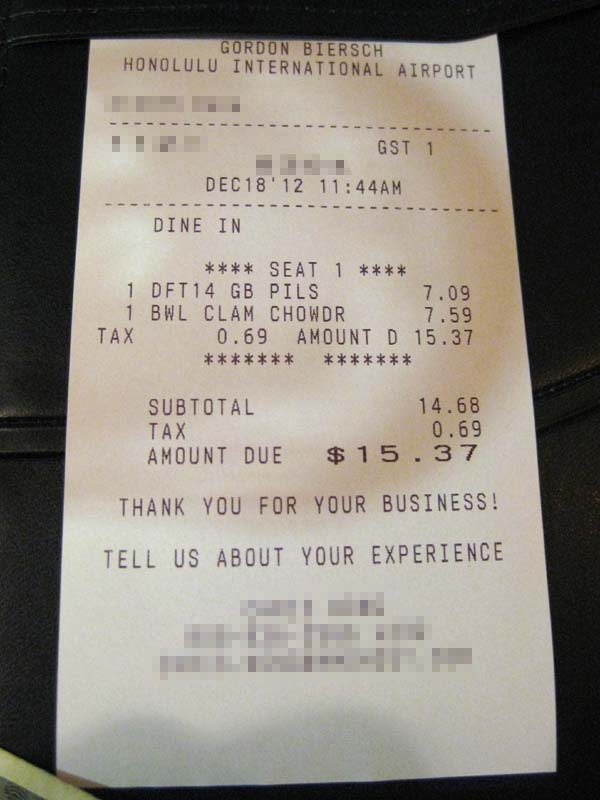 GORDON BIERSCH
HONOLULU INTERNATIONAL AIRPORT
GST 1
DEC18'12 11:44AM
DINE IN
**** SEAT 1 ****
1 DFT14 GB PILS 7.09
1 BWL CLAM CHOWDR 7.59
TAX 0.69 AMOUNT D 15.37
******* *******
SUBTOTAL 14.68
TAX 0.69
AMOUNT DUE $15.37
THANK YOU FOR YOUR BUSINESS!
TELL US ABOUT YOUR EXPERIENCE